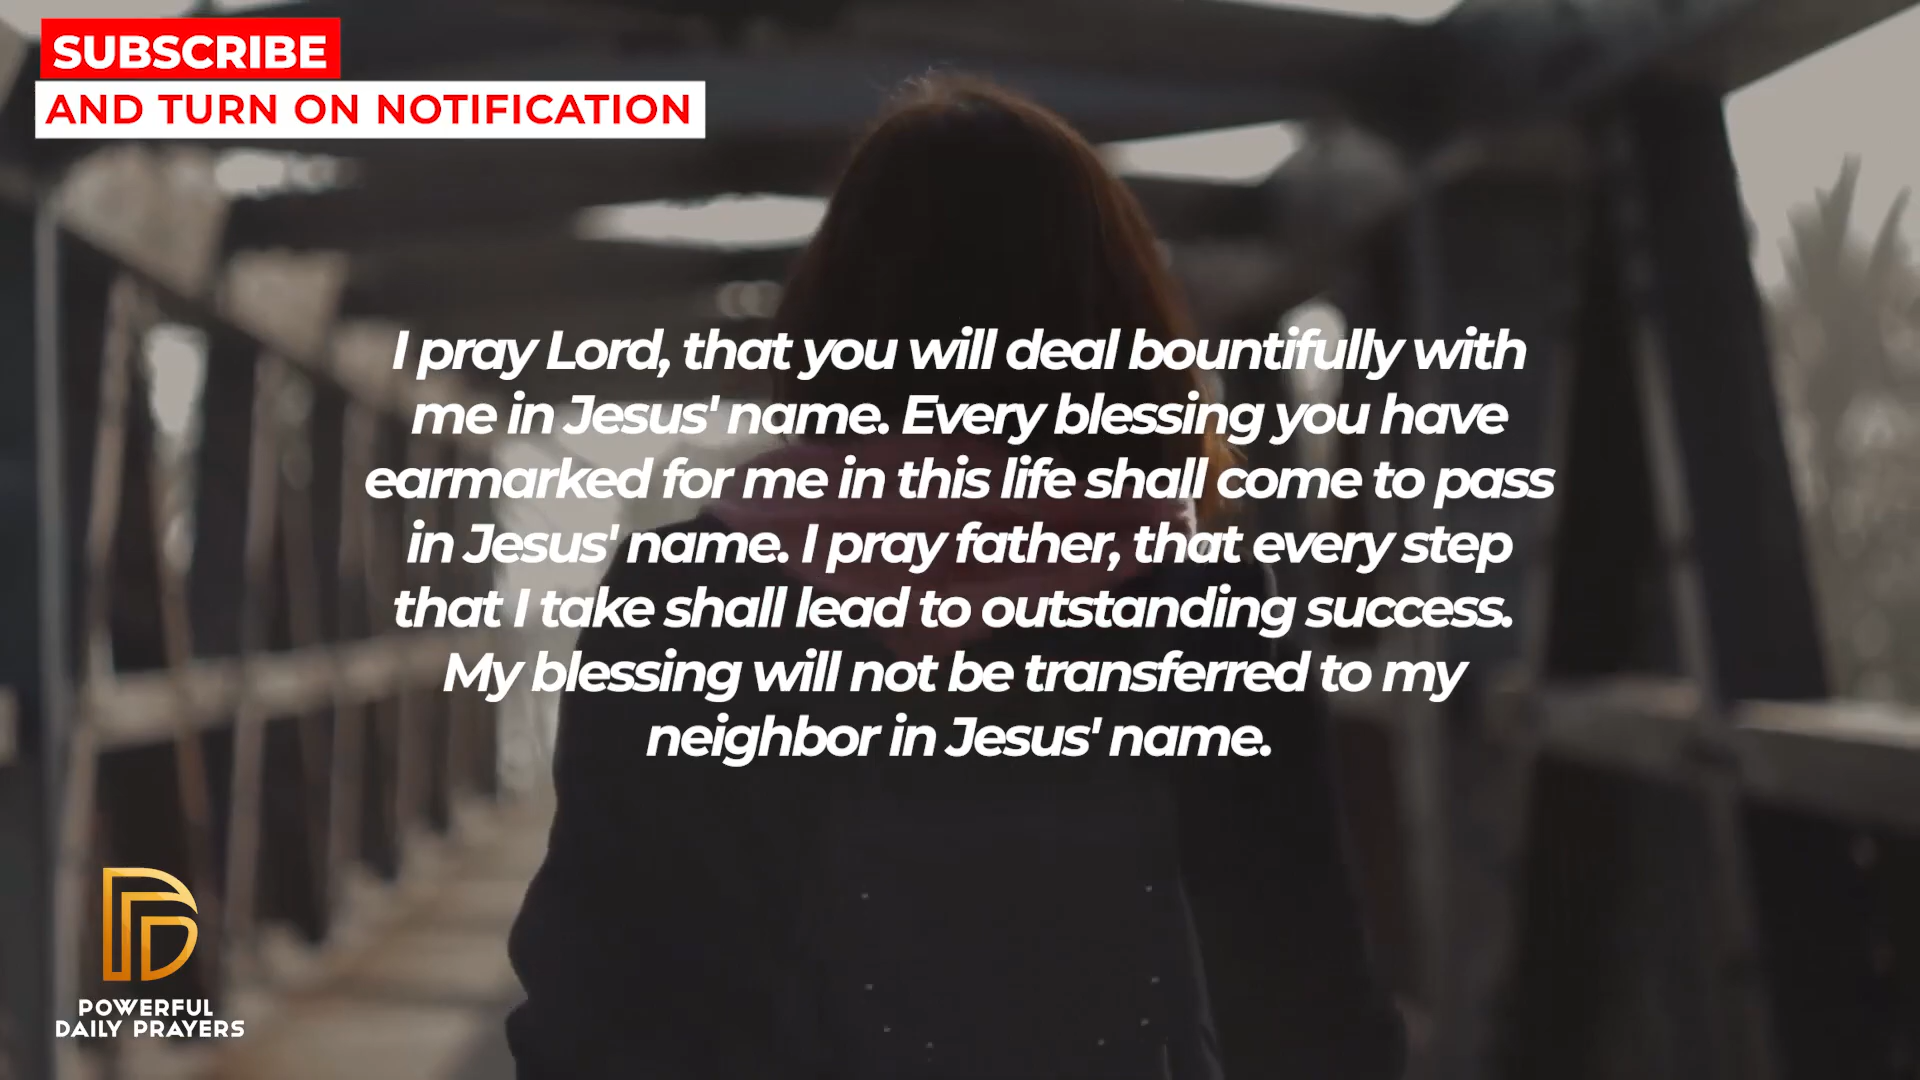 SUBSCRIBE
AND TURN ON NOTIFICATION
I pray Lord, that you will deal bountifully with
me in Jesus' name. Every blessing you have
earmarked for me in this life shall come to pass
in Jesus' name. I pray father, that every step
that I take shall lead to outstanding success.
My blessing will not be transferred to my
neighbor in Jesus' name.
POWERFUL
DAILY PRAYERS